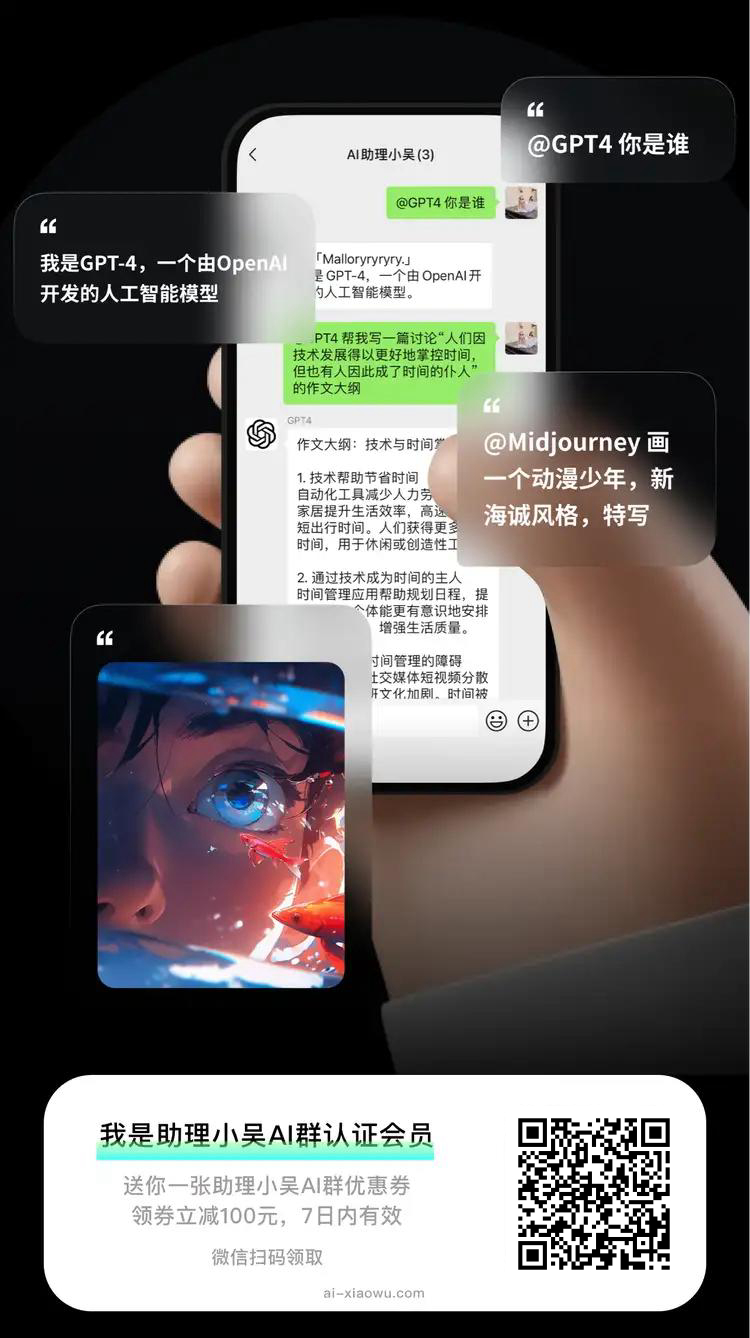 “
@GPT4 你是谁
AI助理小吴(3)
@GPT4 你是谁
“
我是GPT-4，一个由OpenAI
开发的人工智能模型
「Malloryryryry.」
是 GPT-4，一个由 OpenAI 开
的人工智能模型。
PT4 帮我写一篇讨论“人们因
技术发展得以更好地掌控时间，
但也有人因此成了时间的仆人”
的作文大纲
“
@Midjourney 画
一个动漫少年，新
海诚风格，特写
GPT4
作文大纲：技术与时间掌
1. 技术帮助节省时间
自动化工具减少人力劳
家居提升生活效率，高速
短出行时间。人们获得更多
时间，用于休闲或创造性工
2. 通过技术成为时间的主人
时间管理应用帮助规划日程，提
个体能更有意识地安排
增强生活质量。
时间管理的障碍
社交媒体短视频分散
文化加剧。时间被
“
我是助理小吴AI群认证会员
送你一张助理小吴AI群优惠券
领券立减100元，7日内有效
微信扫码领取
ai-xiaowu.com